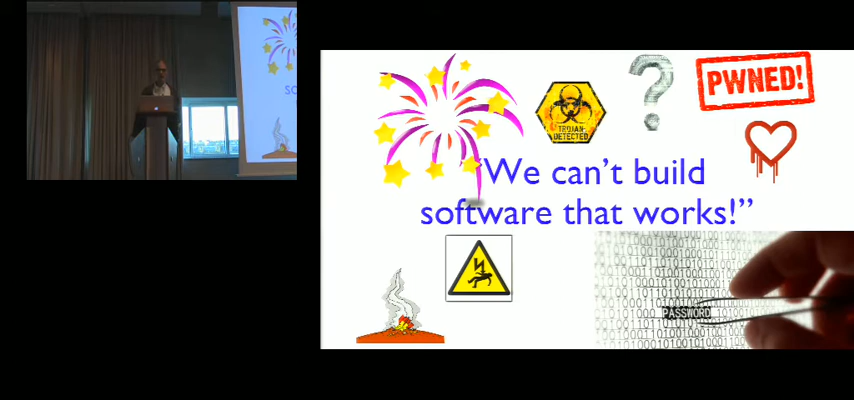 PWNED!
TROJAN
DETECTED
"We can't build
software that works!"
PASSWORD